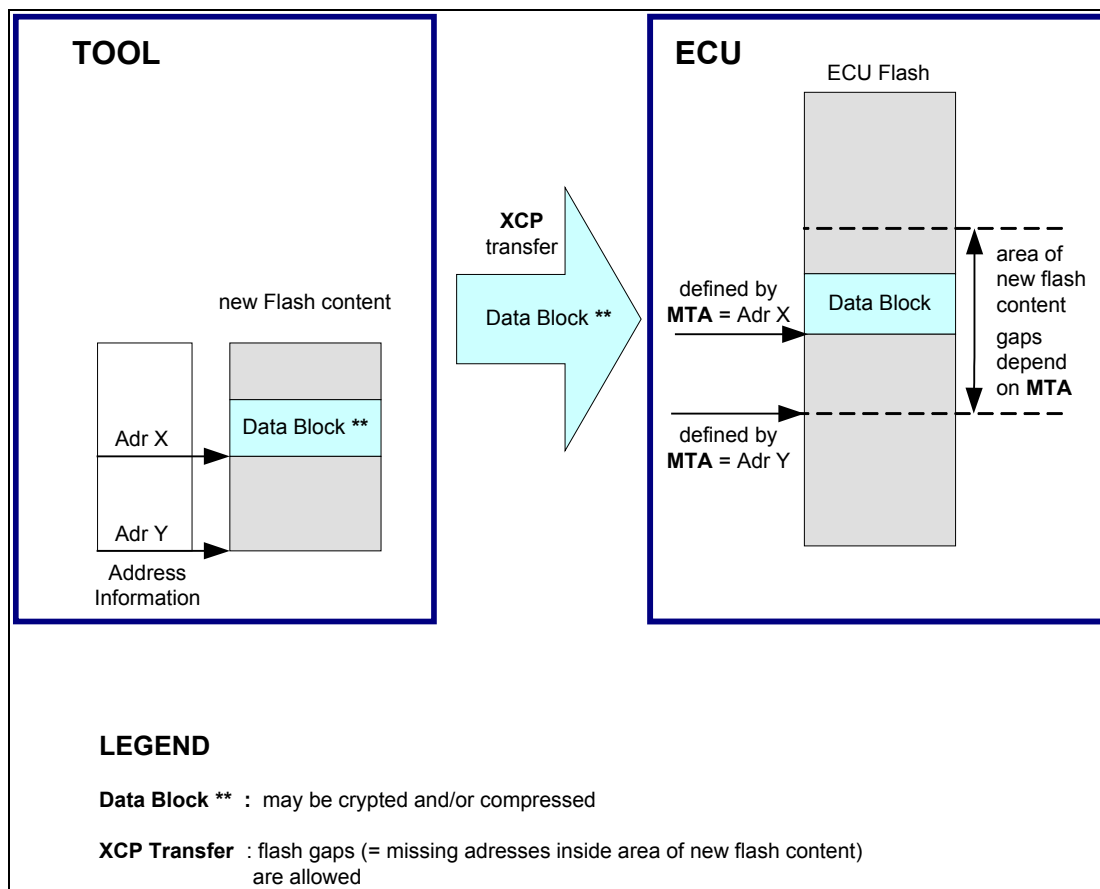 TOOL
new Flash content
Adr X
Data Block **
Adr Y
Address
Information
XCP
transfer
Data Block **
ECU
ECU Flash
defined by
MTA = Adr X
Data Block
defined by
MTA = Adr Y
area of
new flash
content
gaps
depend
on MTA
LEGEND
Data Block ** : may be crypted and/or compressed
XCP Transfer : flash gaps (= missing adresses inside area of new flash content)
are allowed